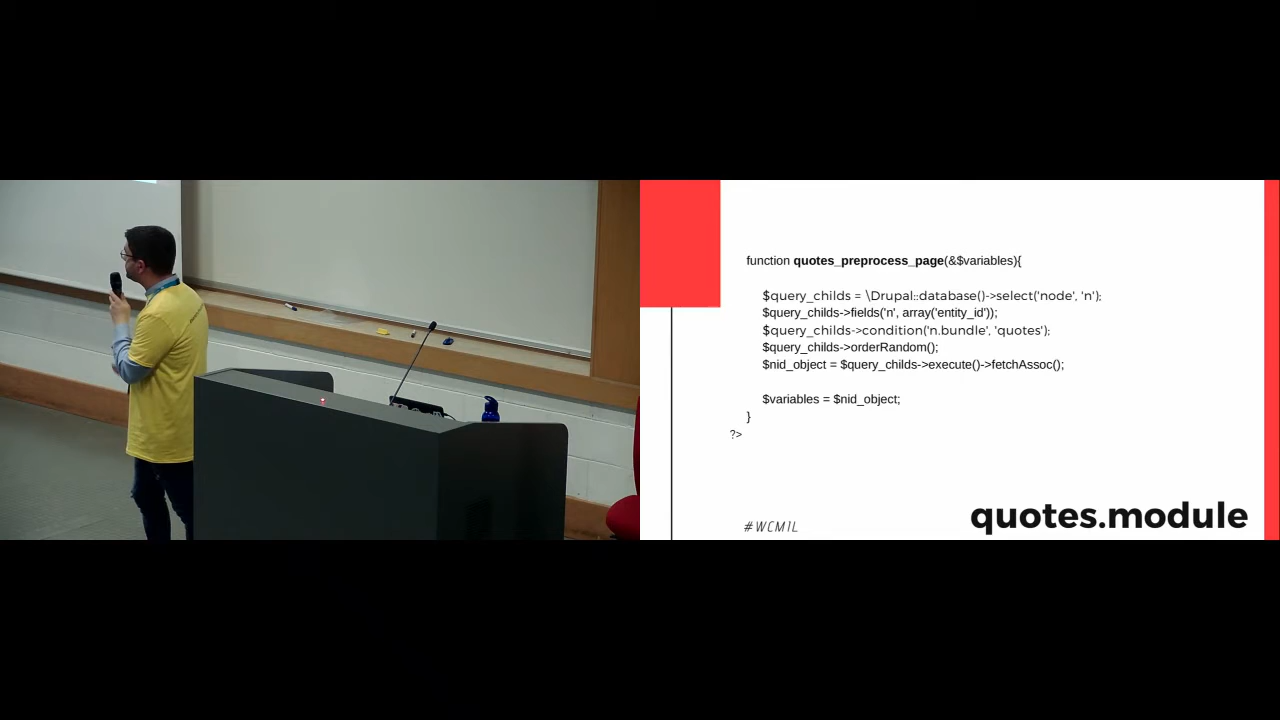 function quotes_preprocess_page(&$variables){
$query_childs = \Drupal::database()->select('node', 'n');
$query_childs->fields('n', array('entity_id'));
$query_childs->condition('n.bundle', 'quotes');
$query_childs->orderRandom();
$nid_object = $query_childs->execute()->fetchAssoc();
$variables = $nid_object;
}
?>
#WCMIL
quotes.module